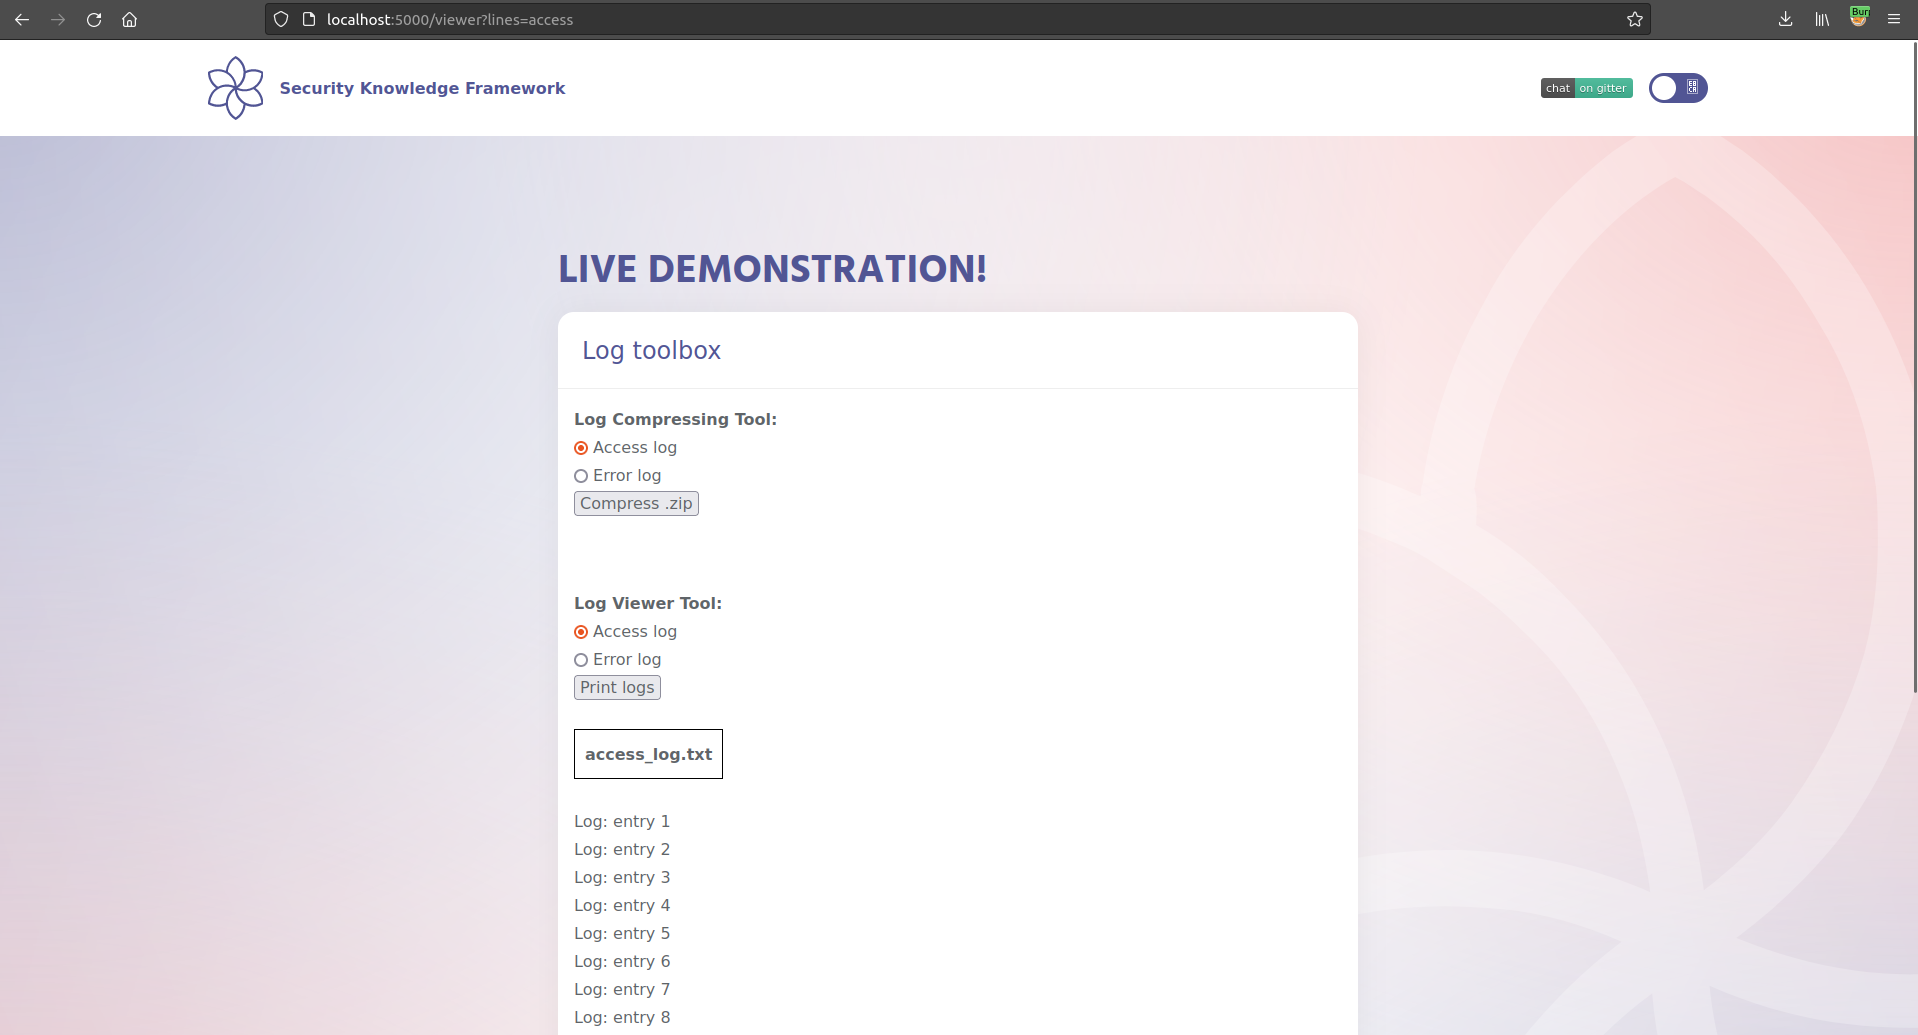 localhost:5000/viewer?lines=access
Security Knowledge Framework
chat on gitter
LIVE DEMONSTRATION!
Log toolbox
Log Compressing Tool:
Access log
Error log
Compress .zip
Log Viewer Tool:
Access log
Error log
Print logs
access_log.txt
Log: entry 1
Log: entry 2
Log: entry 3
Log: entry 4
Log: entry 5
Log: entry 6
Log: entry 7
Log: entry 8